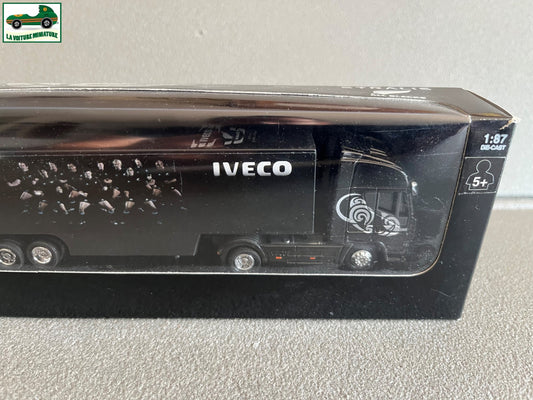 LA VOITURE MINIATURE
IVECO
1:87
DIE-CAST
5+